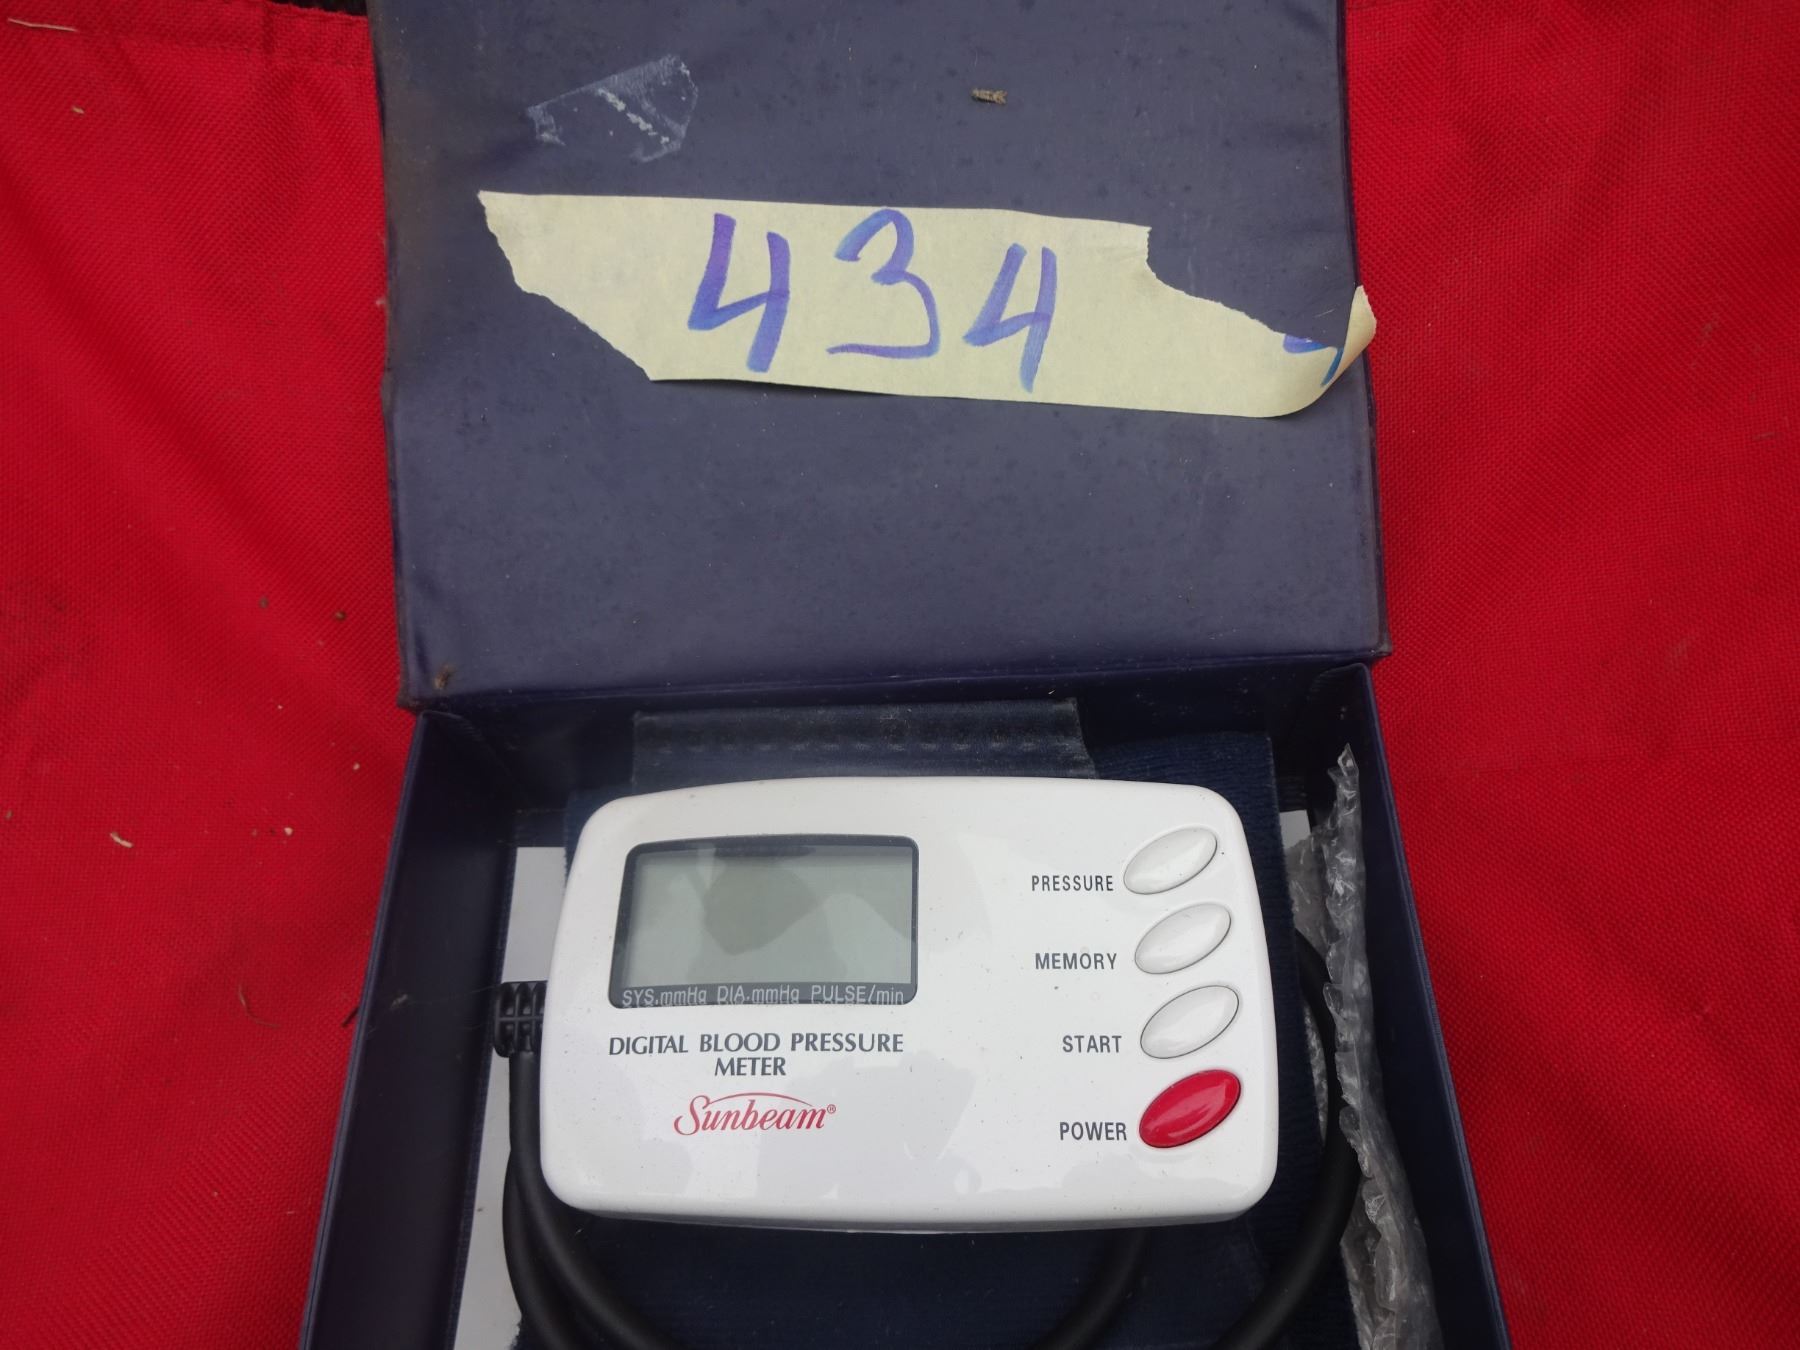 434
SYS.mmHg DIA.mmHg PULSE/min
DIGITAL BLOOD PRESSURE
METER
Sunbeam®
PRESSURE
MEMORY
START
POWER